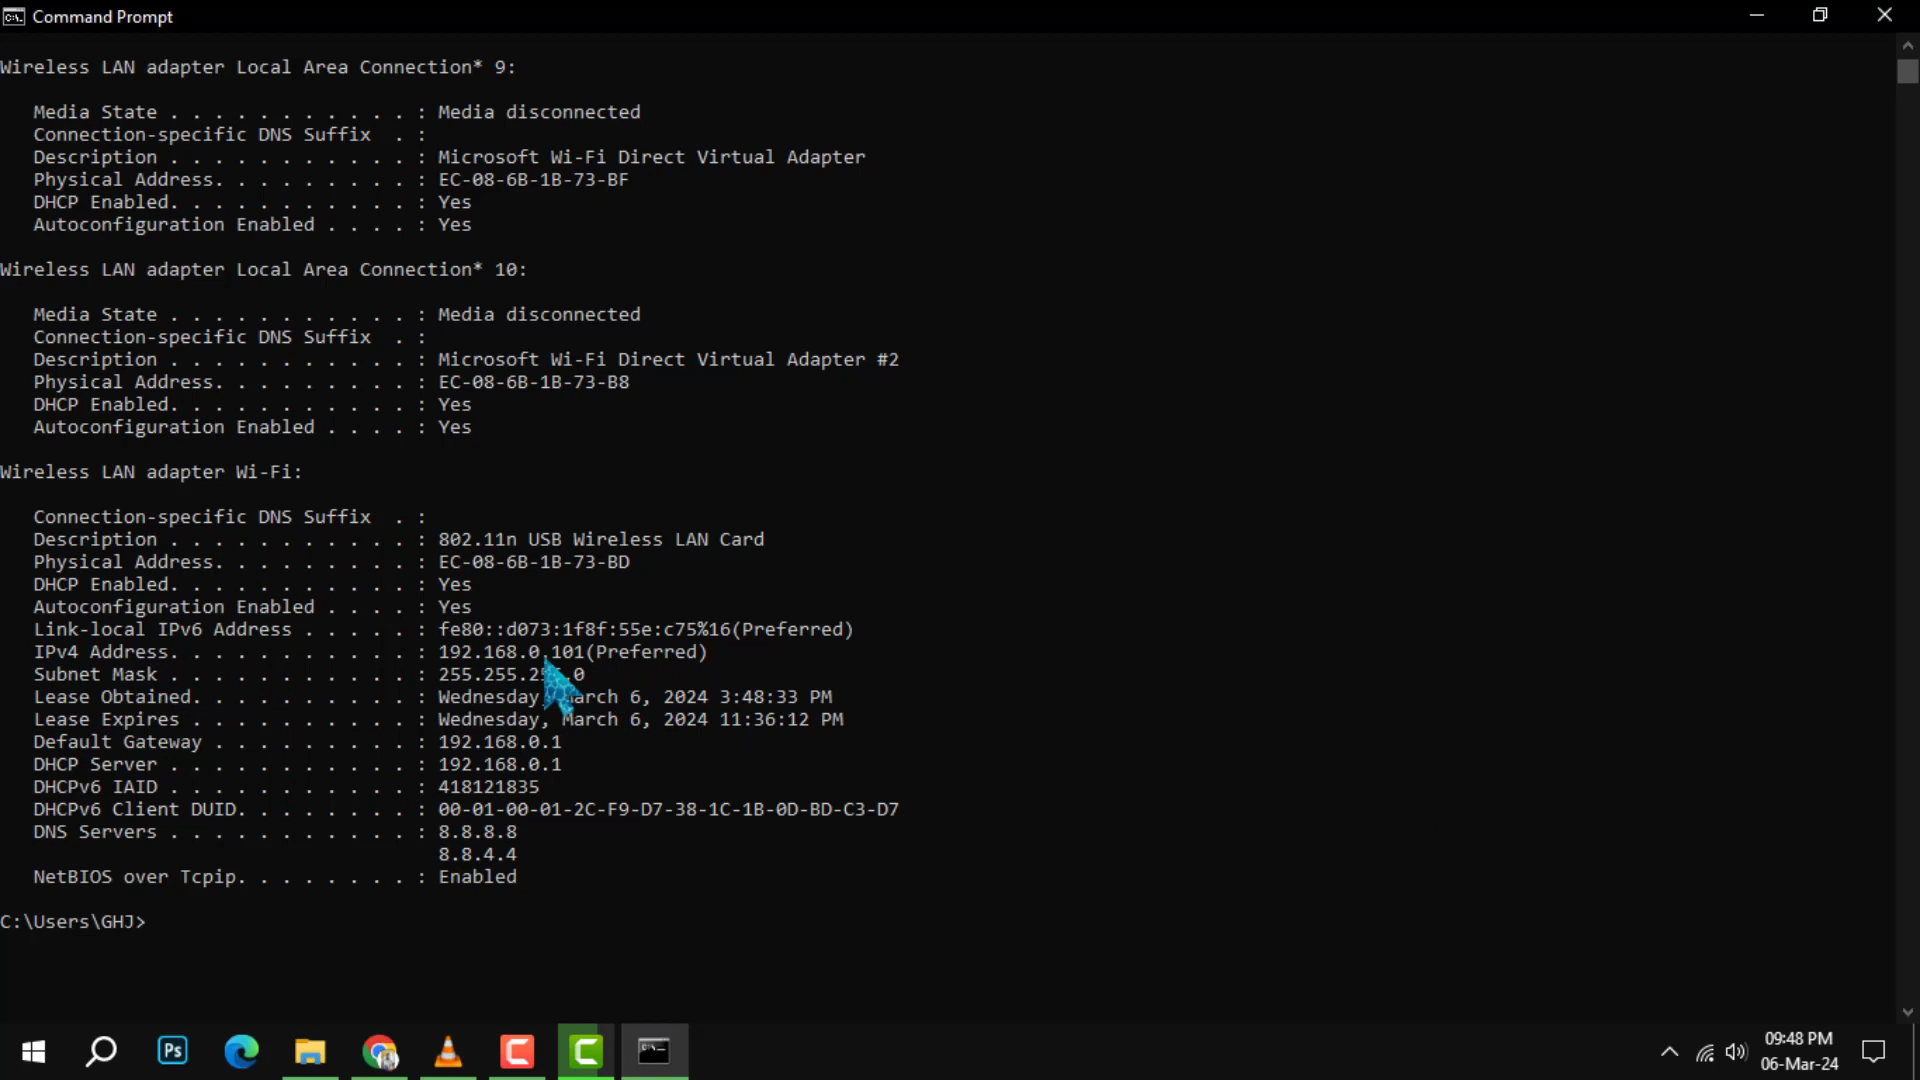 Command Prompt
Wireless LAN adapter Local Area Connection* 9:
Media State . . . . . . . . . . . : Media disconnected
Connection-specific DNS Suffix  . :
Description . . . . . . . . . . . : Microsoft Wi-Fi Direct Virtual Adapter
Physical Address. . . . . . . . . : EC-08-6B-1B-73-BF
DHCP Enabled. . . . . . . . . . . : Yes
Autoconfiguration Enabled . . . . : Yes
Wireless LAN adapter Local Area Connection* 10:
Media State . . . . . . . . . . . : Media disconnected
Connection-specific DNS Suffix  . :
Description . . . . . . . . . . . : Microsoft Wi-Fi Direct Virtual Adapter #2
Physical Address. . . . . . . . . : EC-08-6B-1B-73-B8
DHCP Enabled. . . . . . . . . . . : Yes
Autoconfiguration Enabled . . . . : Yes
Wireless LAN adapter Wi-Fi:
Connection-specific DNS Suffix  . :
Description . . . . . . . . . . . : 802.11n USB Wireless LAN Card
Physical Address. . . . . . . . . : EC-08-6B-1B-73-BD
DHCP Enabled. . . . . . . . . . . : Yes
Autoconfiguration Enabled . . . . : Yes
Link-local IPv6 Address . . . . . : fe80::d073:1f8f:55e:c75%16(Preferred)
IPv4 Address. . . . . . . . . . . : 192.168.0.101(Preferred)
Subnet Mask . . . . . . . . . . . : 255.255.255.0
Lease Obtained. . . . . . . . . . : Wednesday, March 6, 2024 3:48:33 PM
Lease Expires . . . . . . . . . . : Wednesday, March 6, 2024 11:36:12 PM
Default Gateway . . . . . . . . . : 192.168.0.1
DHCP Server . . . . . . . . . . . : 192.168.0.1
DHCPv6 IAID . . . . . . . . . . . : 418121835
DHCPv6 Client DUID. . . . . . . . : 00-01-00-01-2C-F9-D7-38-1C-1B-0D-BD-C3-D7
DNS Servers . . . . . . . . . . . : 8.8.8.8
8.8.4.4
NetBIOS over Tcpip. . . . . . . . : Enabled
C:\Users\GHJ>
Ps
09:48 PM
06-Mar-24